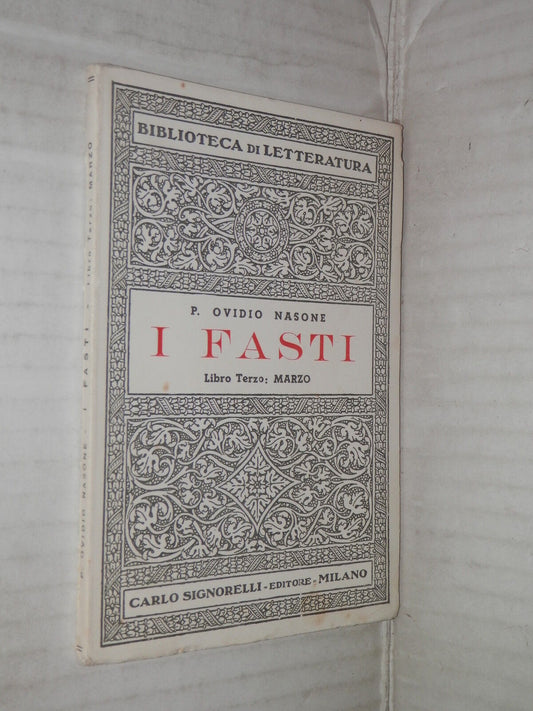 BIBLIOTECA DI LETTERATURA
P. OVIDIO NASONE
I FASTI
Libro Terzo: MARZO
CARLO SIGNORELLI - EDITORE - MILANO
P. OVIDIO NASONE - I FASTI - Libro Terzo: MARZO